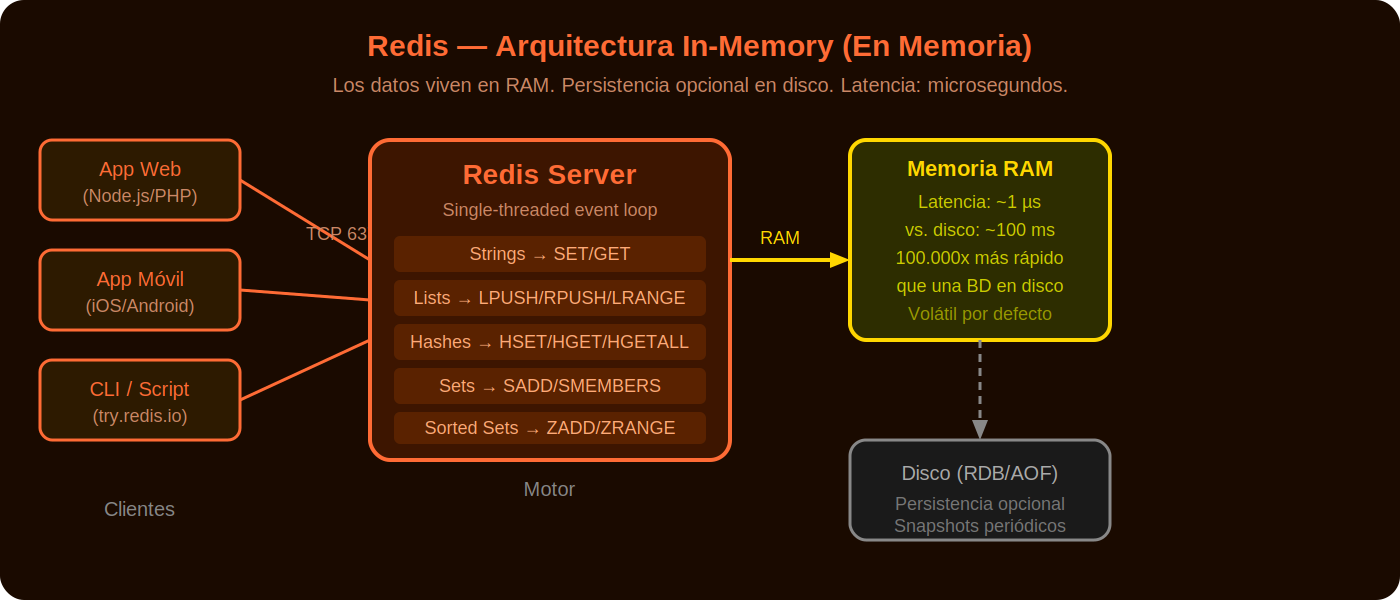 Redis — Arquitectura In-Memory (En Memoria)
Los datos viven en RAM. Persistencia opcional en disco. Latencia: microsegundos.
App Web
(Node.js/PHP)
App Móvil
(iOS/Android)
CLI / Script
(try.redis.io)
Clientes
TCP 63
Redis Server
Single-threaded event loop
Strings → SET/GET
Lists → LPUSH/RPUSH/LRANGE
Hashes → HSET/HGET/HGETALL
Sets → SADD/SMEMBERS
Sorted Sets → ZADD/ZRANGE
Motor
RAM
Memoria RAM
Latencia: ~1 µs
vs. disco: ~100 ms
100.000x más rápido
que una BD en disco
Volátil por defecto
Disco (RDB/AOF)
Persistencia opcional
Snapshots periódicos